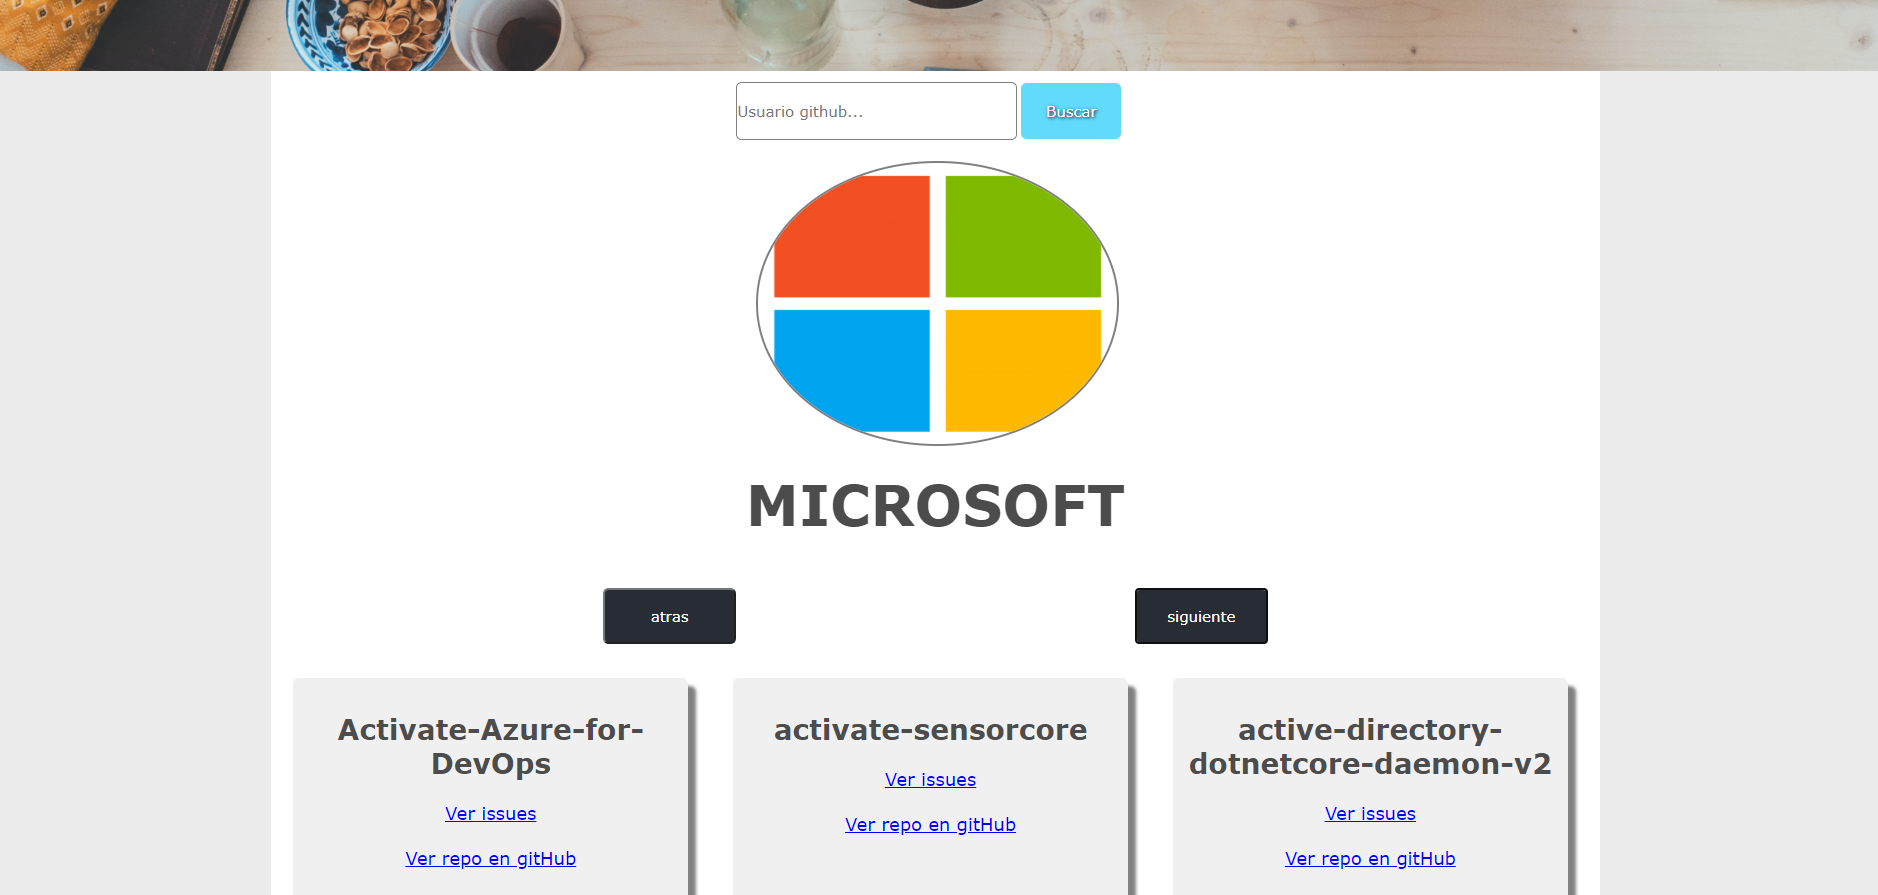 Usuario github...
Buscar
MICROSOFT
atras
siguiente
Activate-Azure-for-
DevOps
Ver issues
Ver repo en gitHub
activate-sensorcore
Ver issues
Ver repo en gitHub
active-directory-
dotnetcore-daemon-v2
Ver issues
Ver repo en gitHub